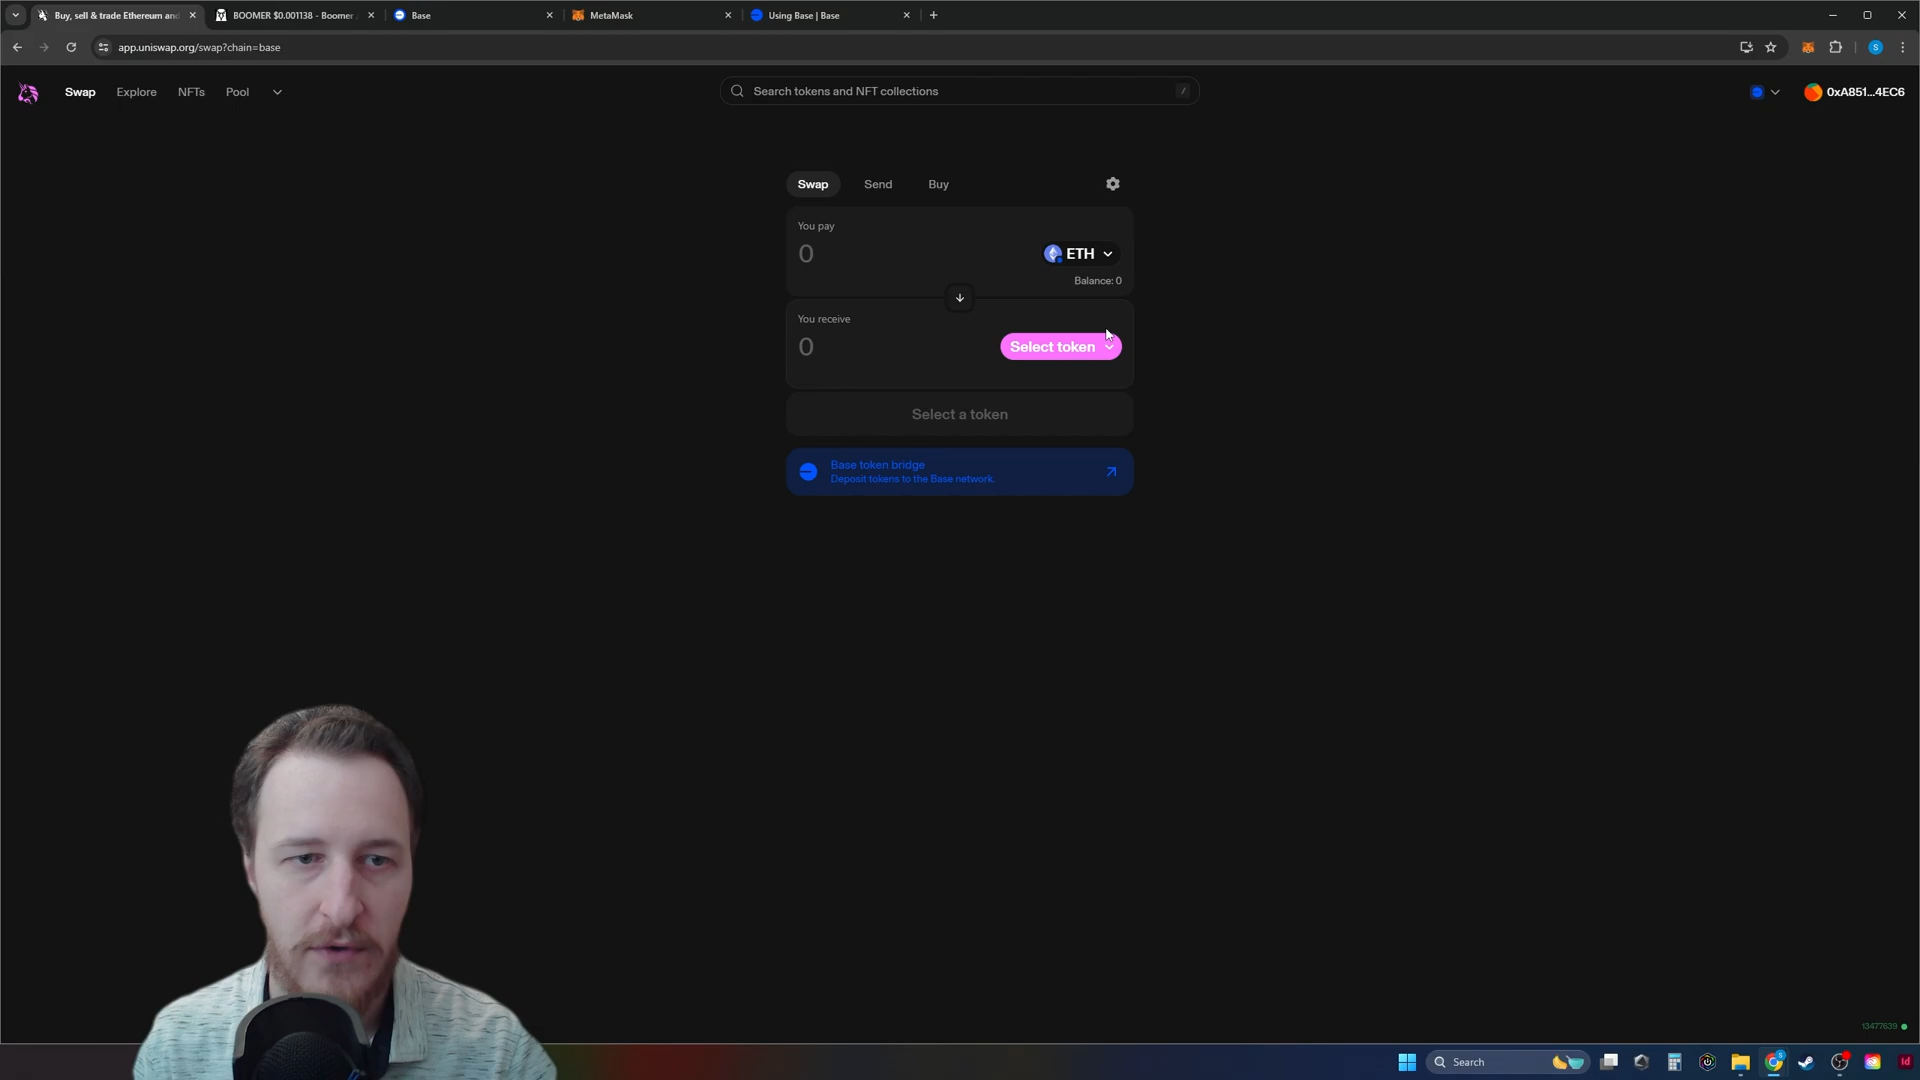 Buy, sell & trade Ethereum and
BOOMER $0.001138 - Boomer
Base
MetaMask
Using Base | Base
app.uniswap.org/swap?chain=base
Swap
Explore
NFTs
Pool
Search tokens and NFT collections
/
0xA851...4EC6
Swap
Send
Buy
You pay
0
ETH
Balance: 0
You receive
0
Select token
Select a token
Base token bridge
Deposit tokens to the Base network.
13477639
Search
S
S
Id